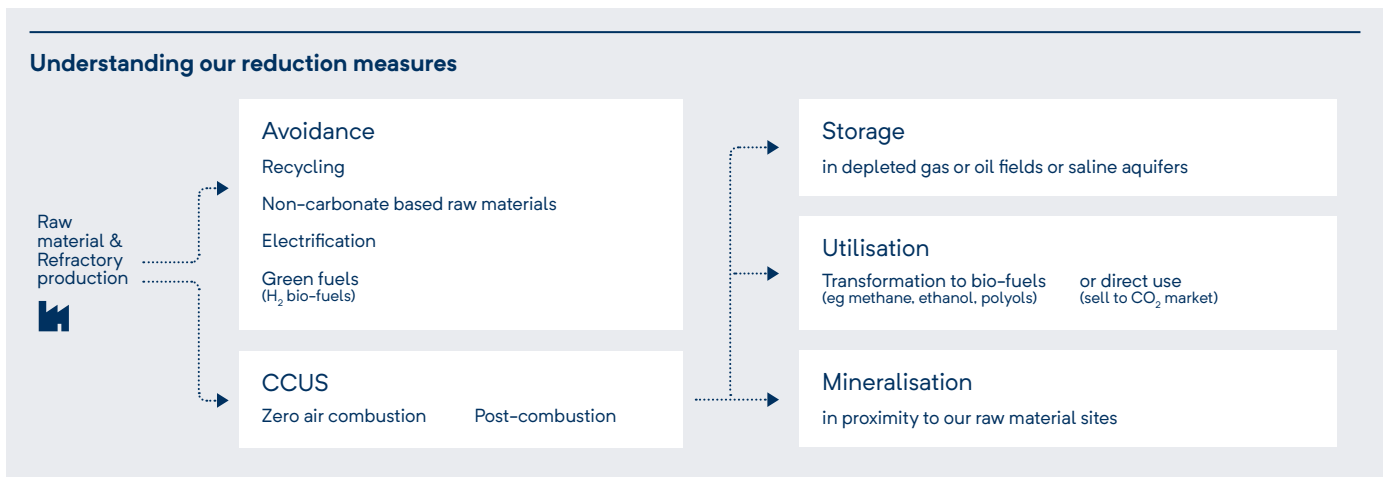 Understanding our reduction measures
Raw
material &
Refractory
production
Avoidance
Recycling
Non-carbonate based raw materials
Electrification
Green fuels
(H₂ bio-fuels)
CCUS
Zero air combustion Post-combustion
Storage
in depleted gas or oil fields or saline aquifers
Utilisation
Transformation to bio-fuels or direct use
(eg methane, ethanol, polyols) (sell to CO₂ market)
Mineralisation
in proximity to our raw material sites